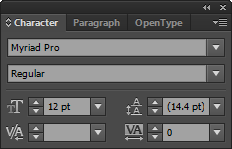 Character Paragraph OpenType
Myriad Pro
Regular
12 pt (14.4 pt)
0